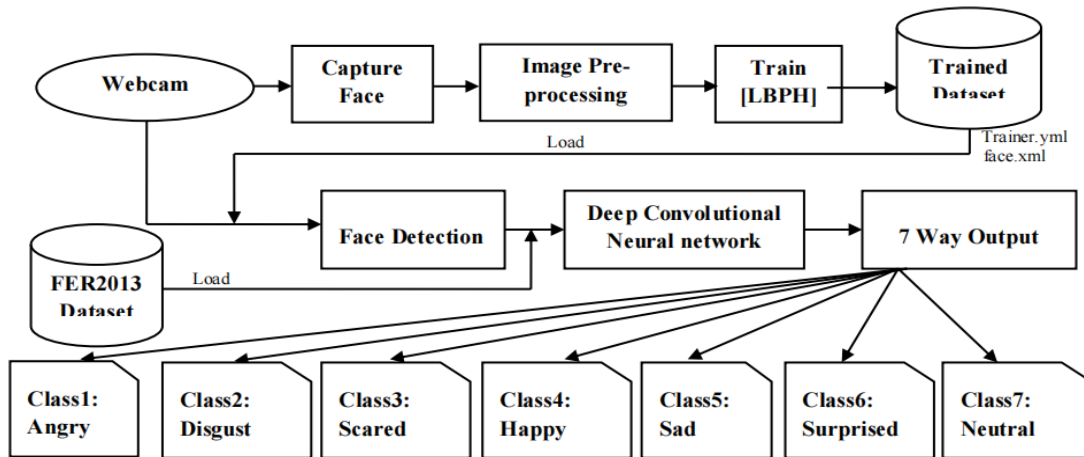 Webcam
Capture
Face
Image Pre-
processing
Train
[LBPH]
Trained
Dataset
Load
Trainer.yml
face.xml
Face Detection
Deep Convolutional
Neural network
7 Way Output
FER2013
Dataset
Load
Class1:
Angry
Class2:
Disgust
Class3:
Scared
Class4:
Happy
Class5:
Sad
Class6:
Surprised
Class7:
Neutral